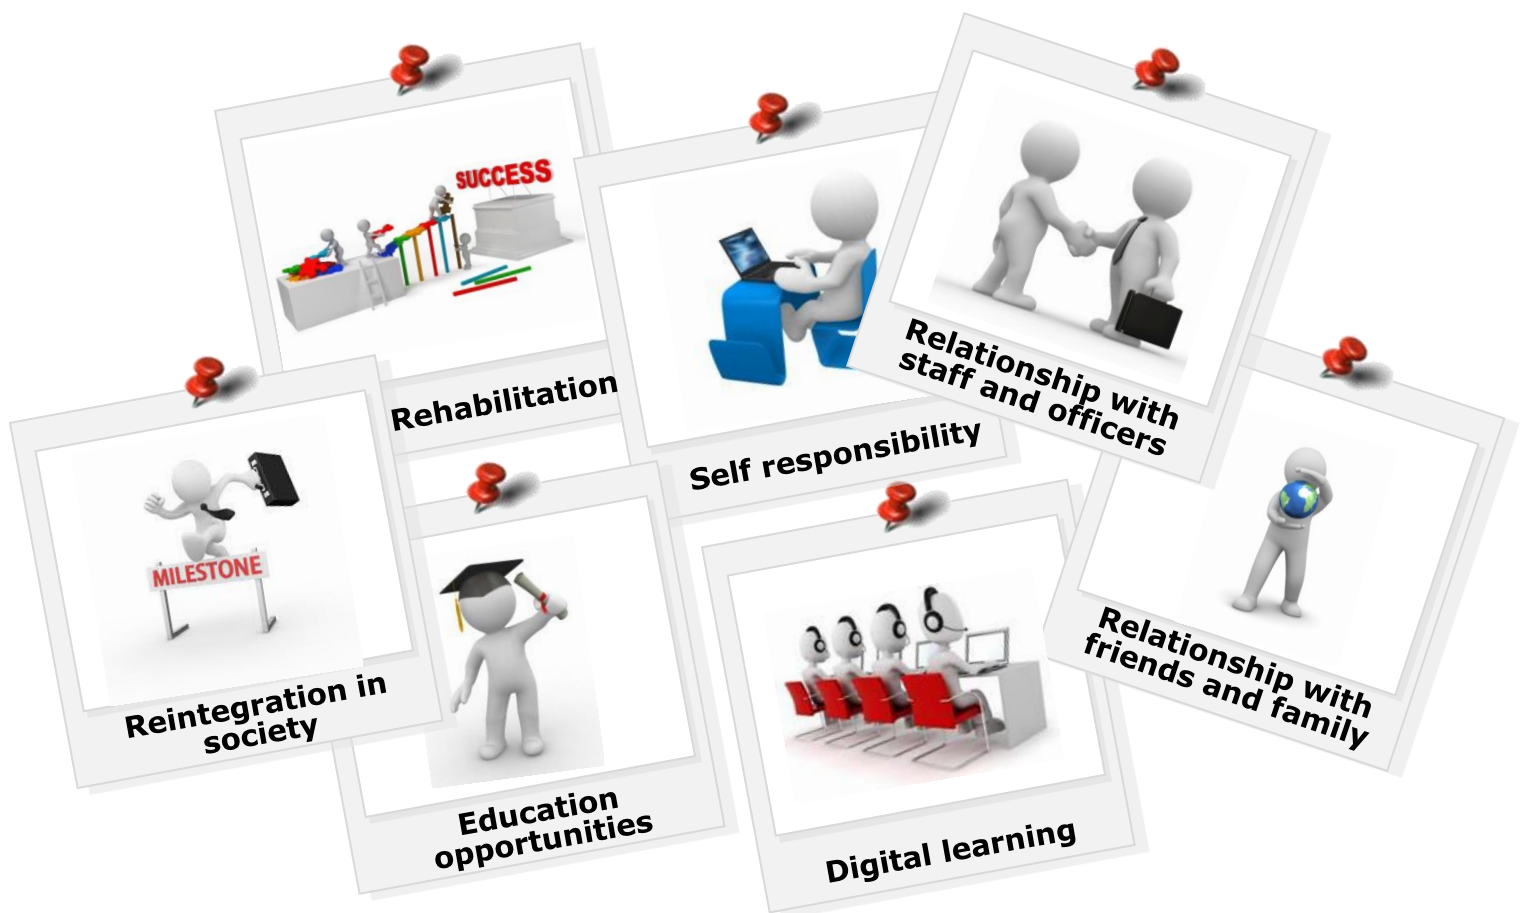 SUCCESS
Rehabilitation
Self responsibility
Relationship with
staff and officers
MILESTONE
Reintegration in
society
Education
opportunities
Digital learning
Relationship with
friends and family